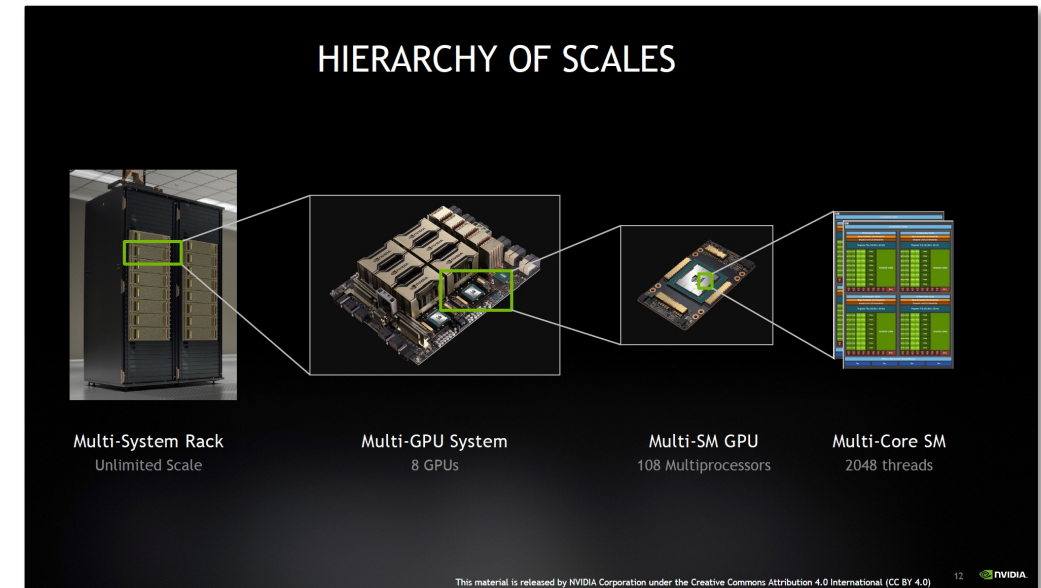 HIERARCHY OF SCALES
Multi-System Rack
Unlimited Scale
Multi-GPU System
8 GPUs
Multi-SM GPU
108 Multiprocessors
Multi-Core SM
2048 threads
This material is released by NVIDIA Corporation under the Creative Commons Attribution 4.0 International (CC BY 4.0)
12
NVIDIA.